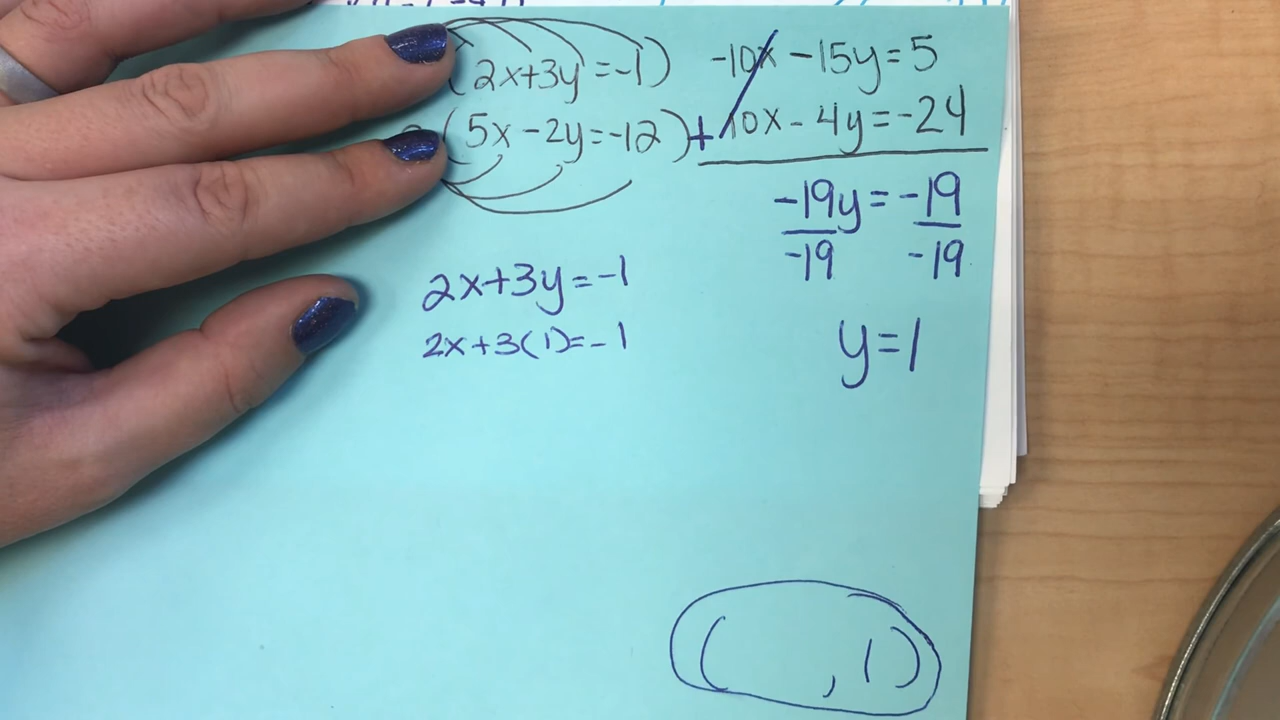 (2x+3y=-1)
(5x-2y=-12)
-10x-15y=5
+10x-4y=-24
-19y=-19
-19 -19
y=1
2x+3y=-1
2x+3(1)=-1
( ,1)